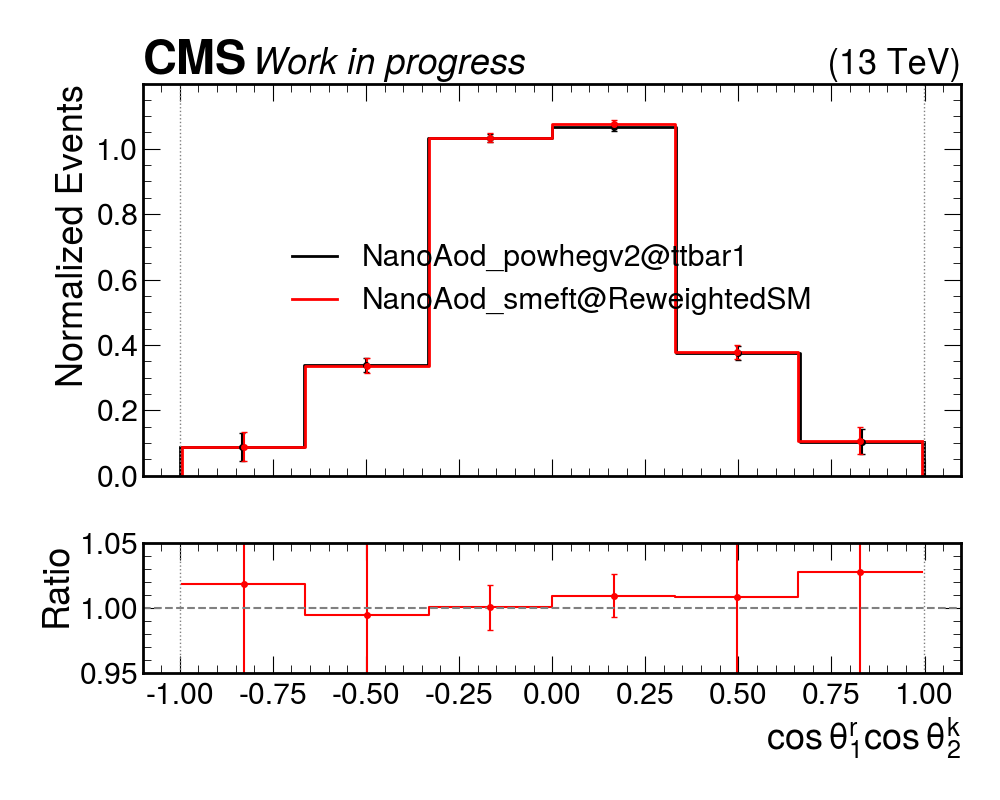 CMS Work in progress (13 TeV)
Normalized Events
1.0
0.8
0.6
0.4
0.2
0.0
NanoAod_powhegv2@ttbar1
NanoAod_smeft@ReweightedSM
Ratio
1.05
1.00
0.95
-1.00 -0.75 -0.50 -0.25 0.00 0.25 0.50 0.75 1.00
cos θ₁ʳ cos θ₂ᵏ